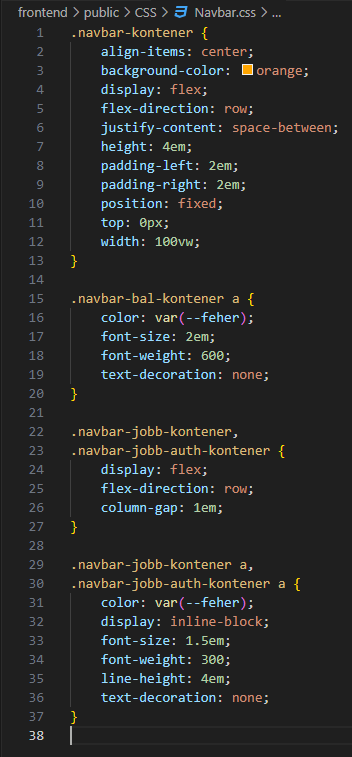 frontend > public > CSS > Navbar.css > ...
1 .navbar-kontener {
2     align-items: center;
3     background-color: orange;
4     display: flex;
5     flex-direction: row;
6     justify-content: space-between;
7     height: 4em;
8     padding-left: 2em;
9     padding-right: 2em;
10     position: fixed;
11     top: 0px;
12     width: 100vw;
13 }
14
15 .navbar-bal-kontener a {
16     color: var(--feher);
17     font-size: 2em;
18     font-weight: 600;
19     text-decoration: none;
20 }
21
22 .navbar-jobb-kontener,
23 .navbar-jobb-auth-kontener {
24     display: flex;
25     flex-direction: row;
26     column-gap: 1em;
27 }
28
29 .navbar-jobb-kontener a,
30 .navbar-jobb-auth-kontener a {
31     color: var(--feher);
32     display: inline-block;
33     font-size: 1.5em;
34     font-weight: 300;
35     line-height: 4em;
36     text-decoration: none;
37 }
38